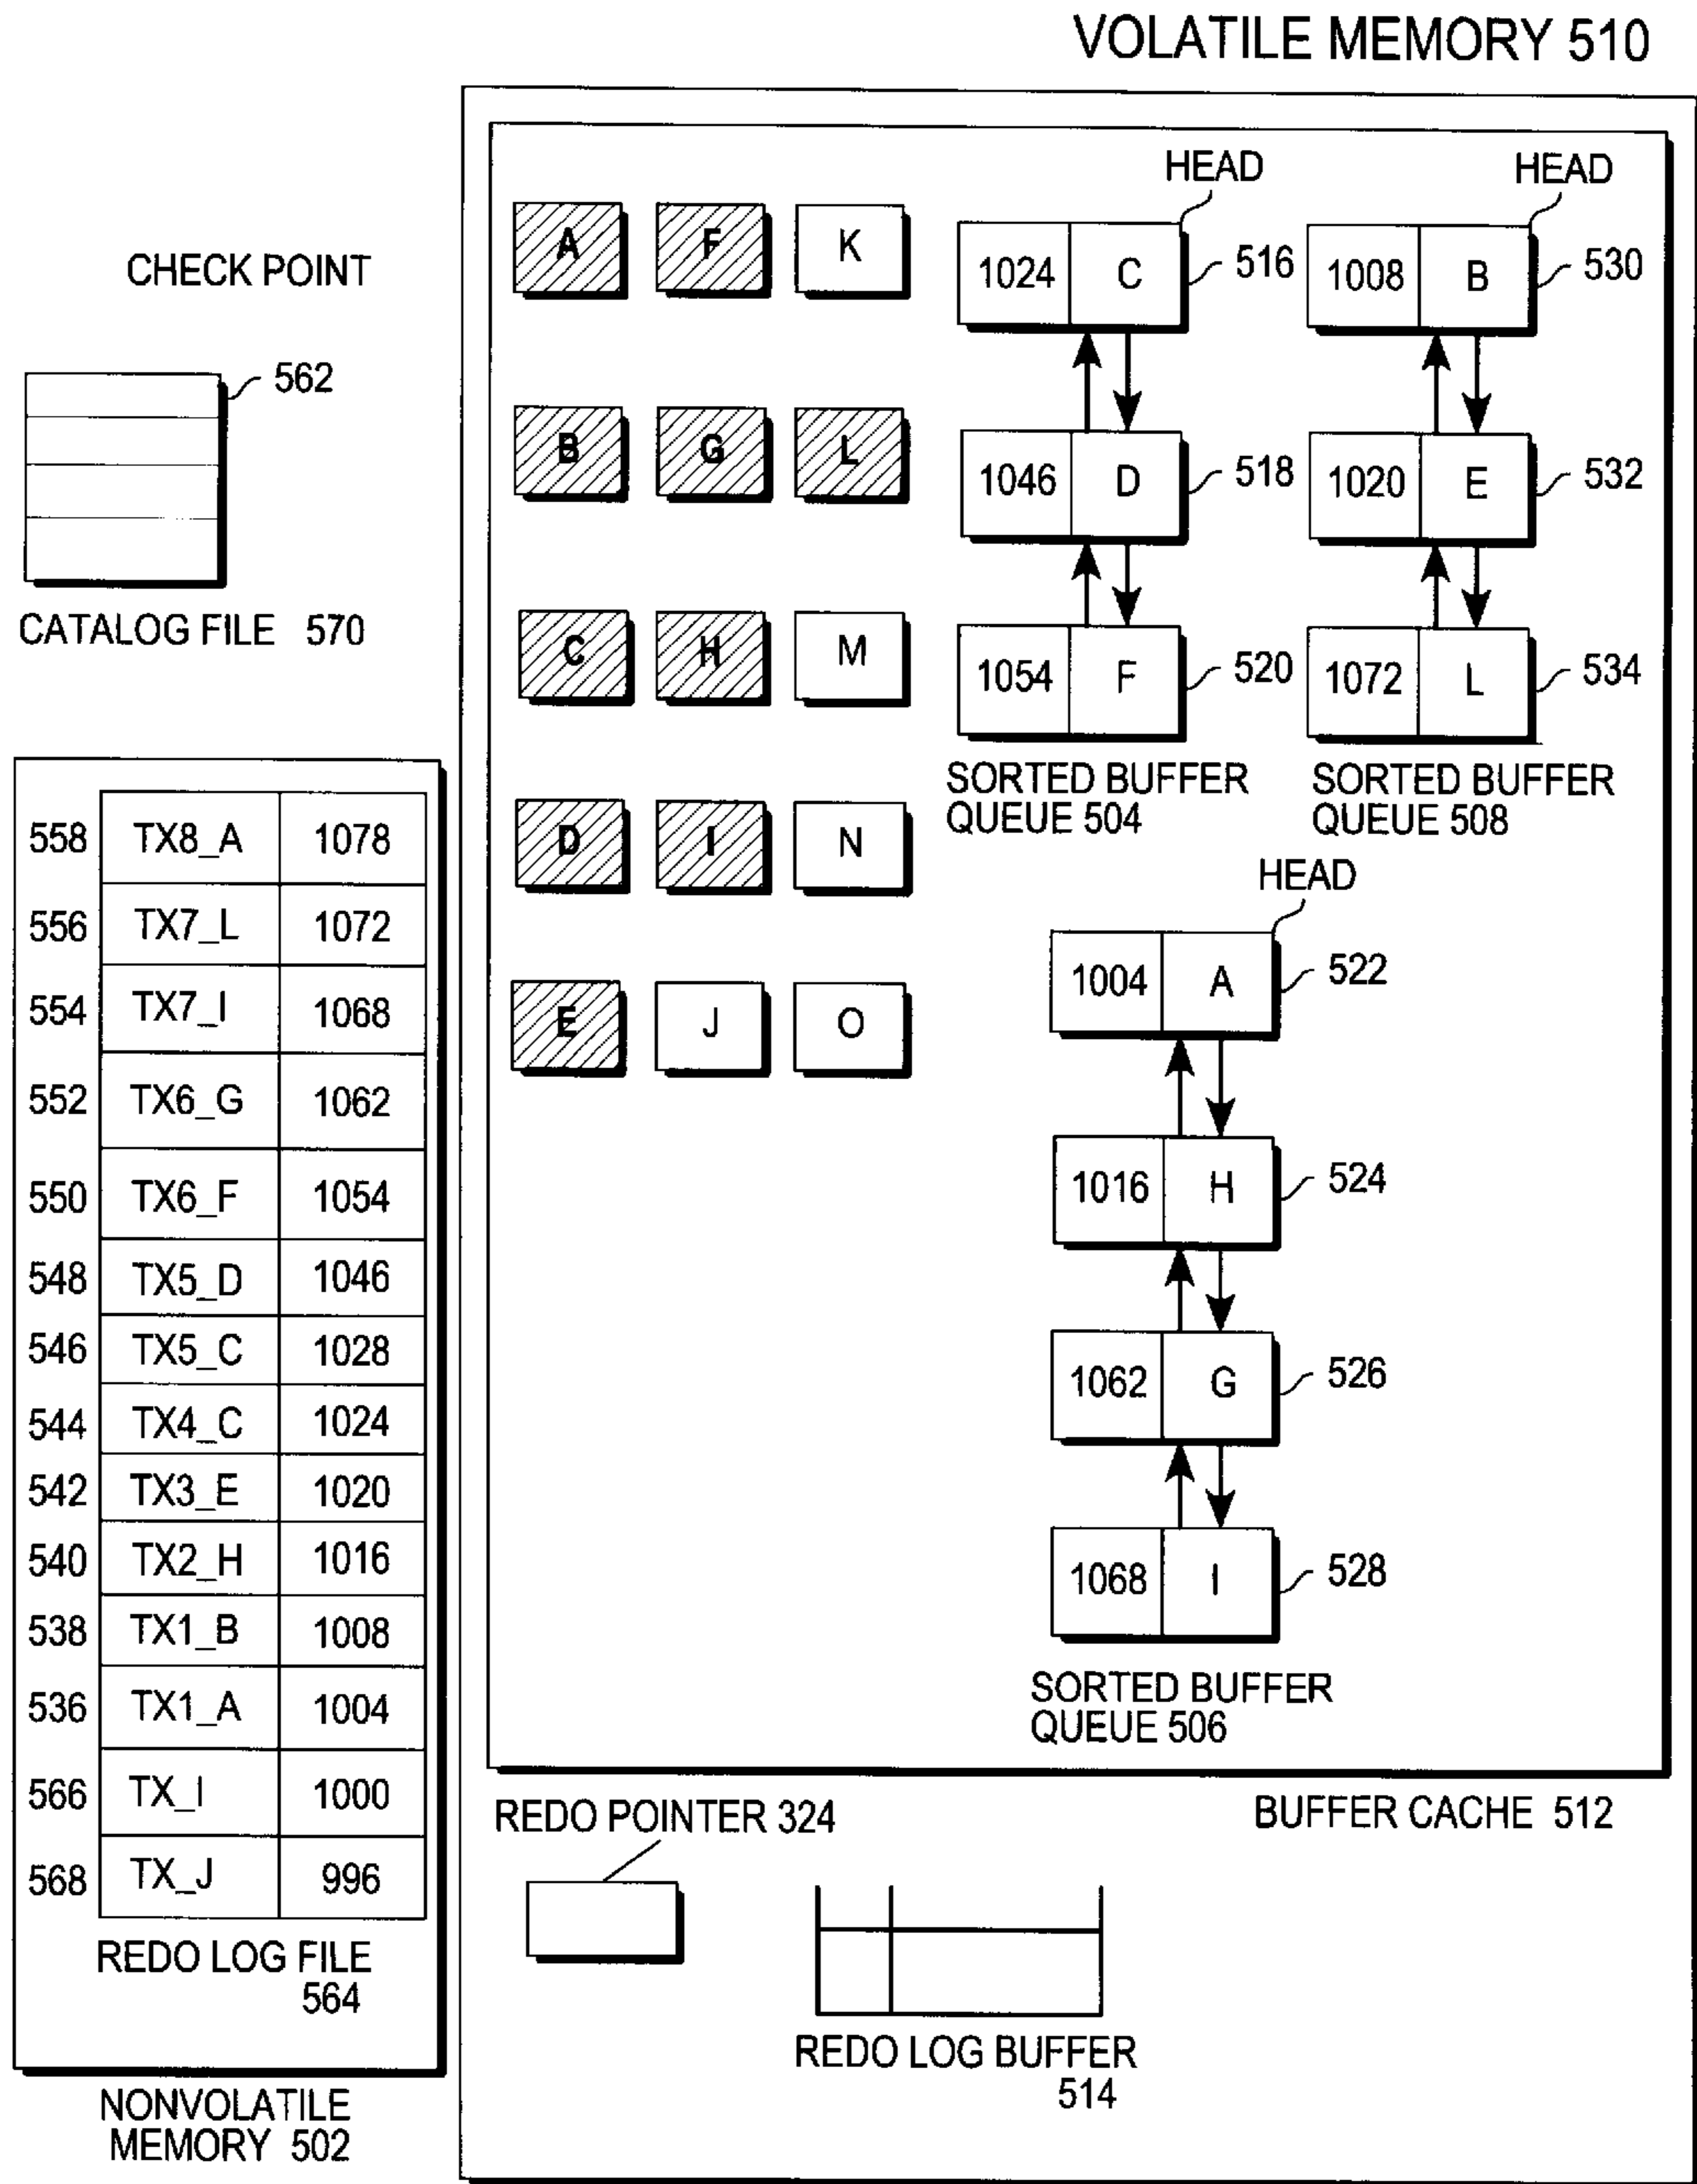 VOLATILE MEMORY 510
CHECK POINT
562
CATALOG FILE 570
558 TX8_A 1078
556 TX7_L 1072
554 TX7_I 1068
552 TX6_G 1062
550 TX6_F 1054
548 TX5_D 1046
546 TX5_C 1028
544 TX4_C 1024
542 TX3_E 1020
540 TX2_H 1016
538 TX1_B 1008
536 TX1_A 1004
566 TX_I 1000
568 TX_J 996
REDO LOG FILE
564
NONVOLATILE
MEMORY 502
A F K
B G L
C H M
D I N
E J O
HEAD
1024 C 516
1046 D 518
1054 F 520
SORTED BUFFER
QUEUE 504
HEAD
1008 B 530
1020 E 532
1072 L 534
SORTED BUFFER
QUEUE 508
HEAD
1004 A 522
1016 H 524
1062 G 526
1068 I 528
SORTED BUFFER
QUEUE 506
BUFFER CACHE 512
REDO POINTER 324
REDO LOG BUFFER
514